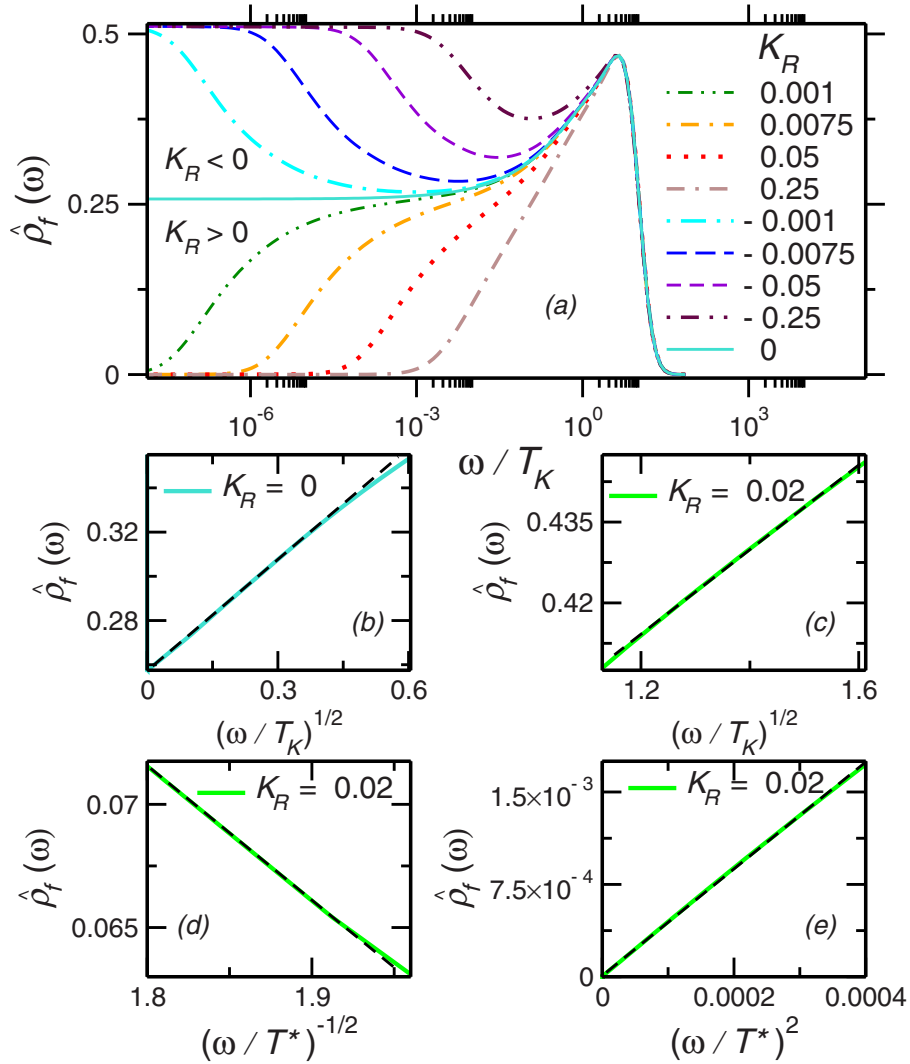 0.5
0.25
0
ρ̂_f (ω)
K_R < 0
K_R > 0
(a)
K_R
0.001
0.0075
0.05
0.25
- 0.001
- 0.0075
- 0.05
- 0.25
0
10^-6 10^-3 10^0 10^3
ω / T_K
ρ̂_f (ω)
0.32
0.28
K_R = 0
(b)
0 0.3 0.6
(ω / T_K)^1/2
ρ̂_f (ω)
0.435
0.42
K_R = 0.02
(c)
1.2 1.4 1.6
(ω / T_K)^1/2
ρ̂_f (ω)
0.07
0.065
K_R = 0.02
(d)
1.8 1.9
(ω / T*)^-1/2
ρ̂_f (ω)
1.5×10^-3
7.5×10^-4
0
K_R = 0.02
(e)
0 0.0002 0.0004
(ω / T*)^2